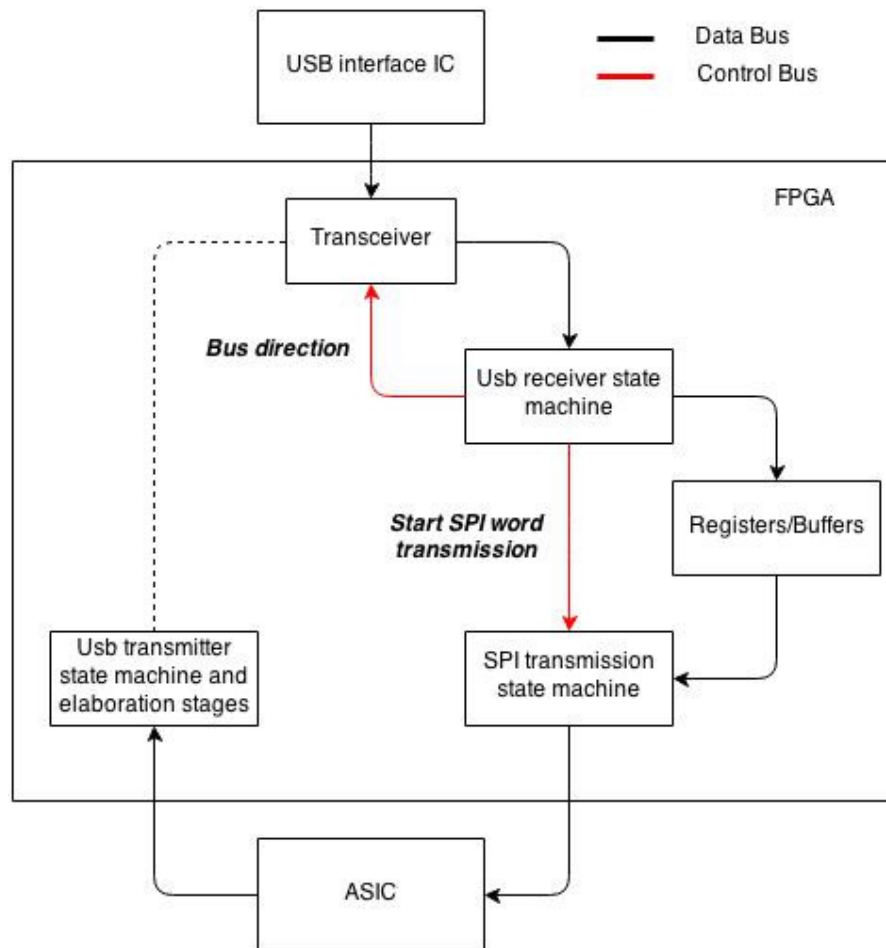 USB interface IC
Data Bus
Control Bus
FPGA
Transceiver
Bus direction
Usb receiver state
machine
Registers/Buffers
Start SPI word
transmission
Usb transmitter
state machine and
elaboration stages
SPI transmission
state machine
ASIC